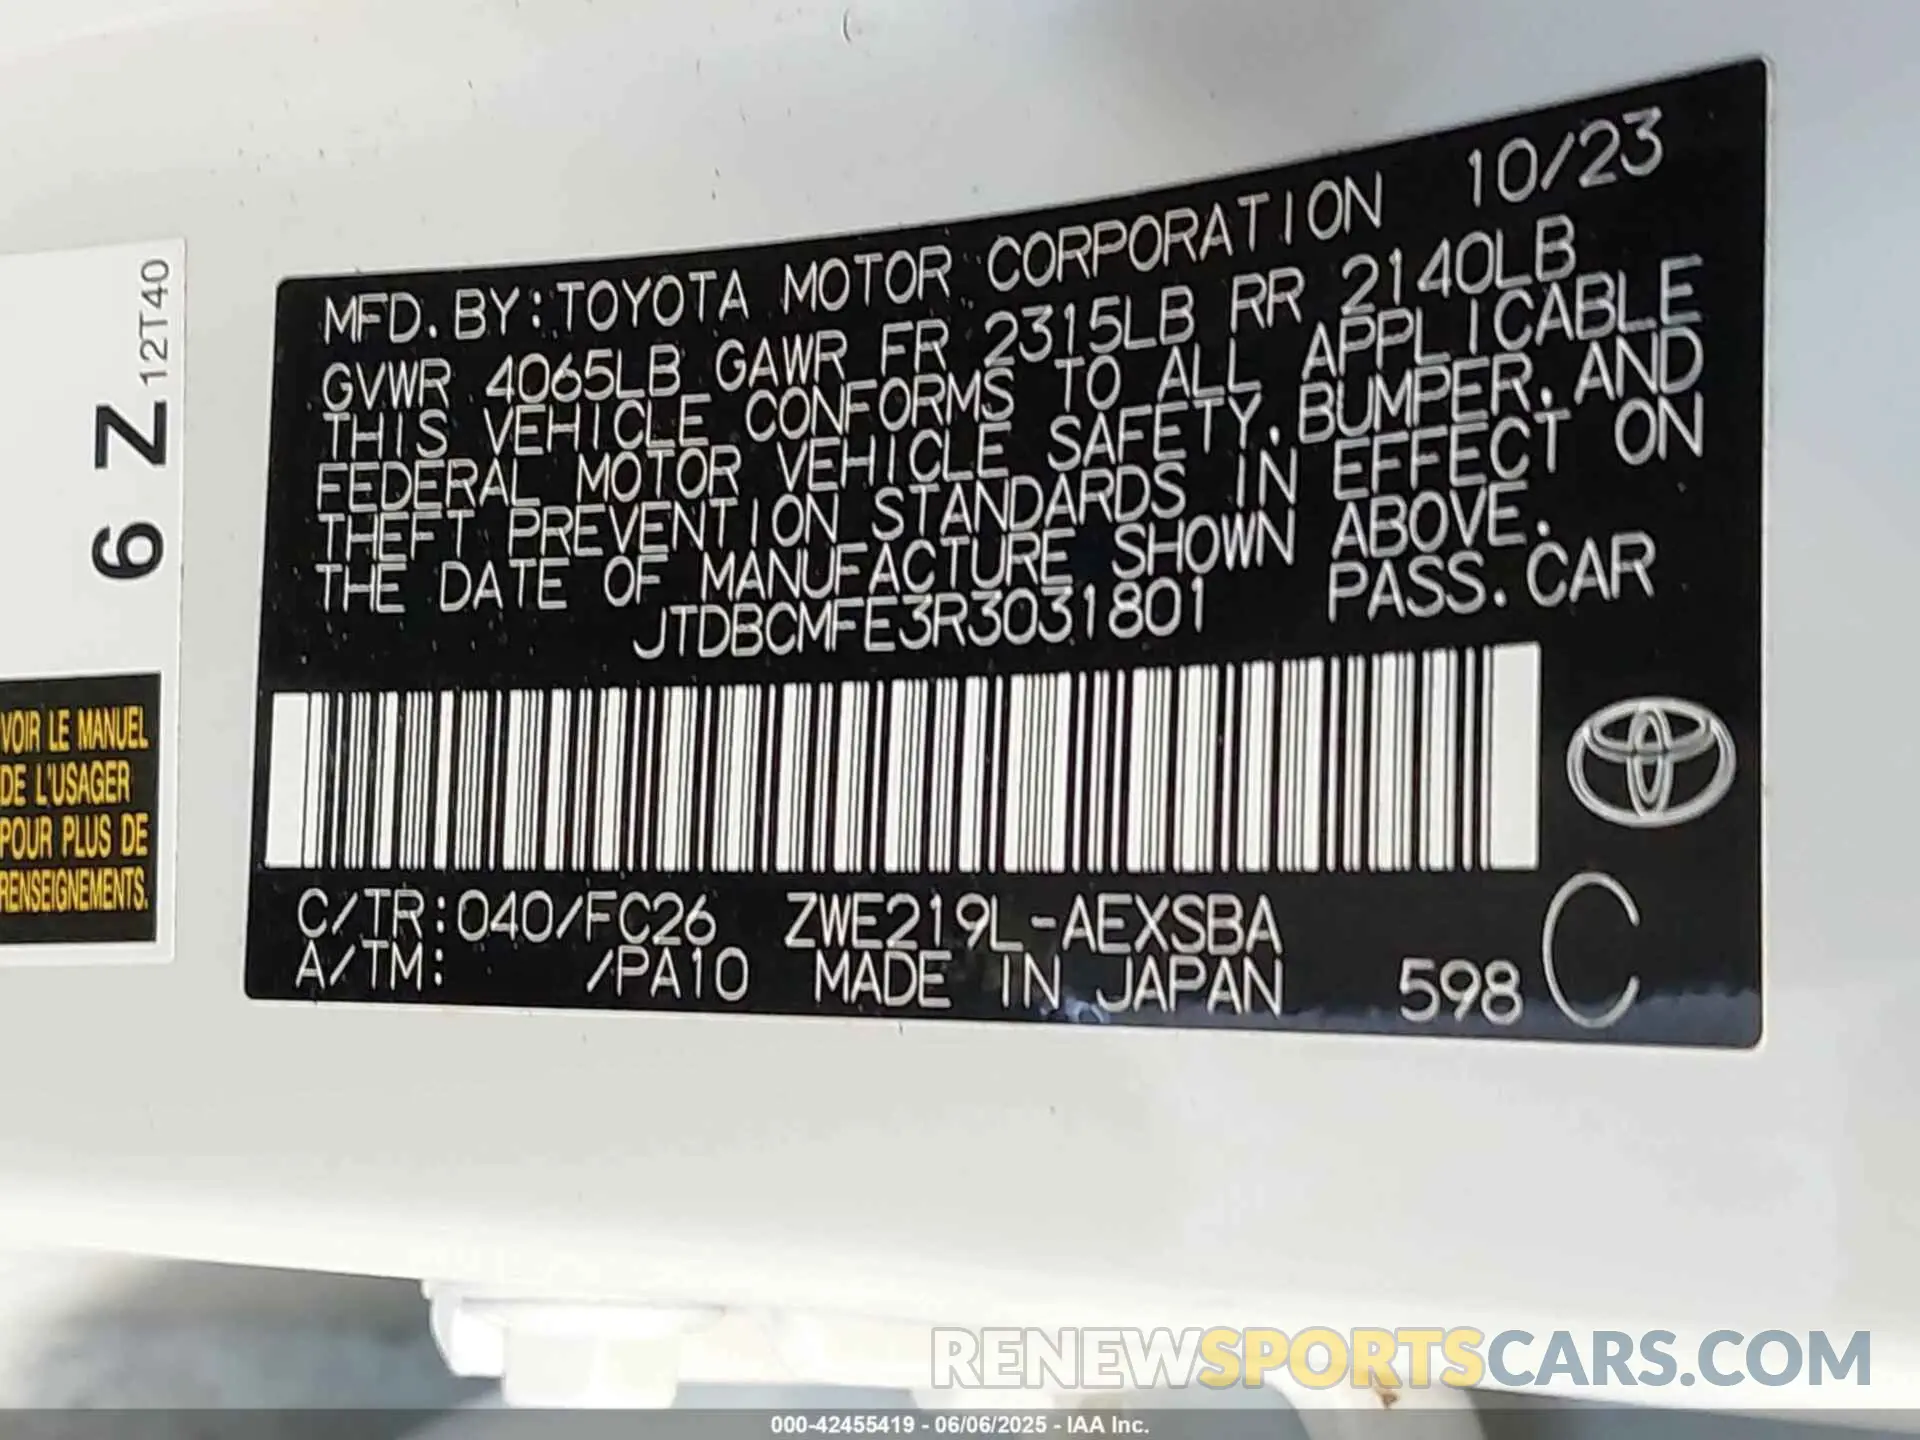 12T40
6 Z
VOIR LE MANUEL
DE L'USAGER
POUR PLUS DE
RENSEIGNEMENTS.
MFD. BY: TOYOTA MOTOR CORPORATION 10/23
GVWR 4065LB GAWR FR 2315LB RR 2140LB
THIS VEHICLE CONFORMS TO ALL APPLICABLE
FEDERAL MOTOR VEHICLE SAFETY, BUMPER, AND
THEFT PREVENTION STANDARDS IN EFFECT ON
THE DATE OF MANUFACTURE SHOWN ABOVE.
JTDBCMFE3R3031801 PASS. CAR
C/TR: 040/FC26 ZWE219L-AEXSBA
A/TM: /PA10 MADE IN JAPAN 598 C
RENEWSPORTSCARS.COM
000-42455419 - 06/06/2025 - IAA Inc.